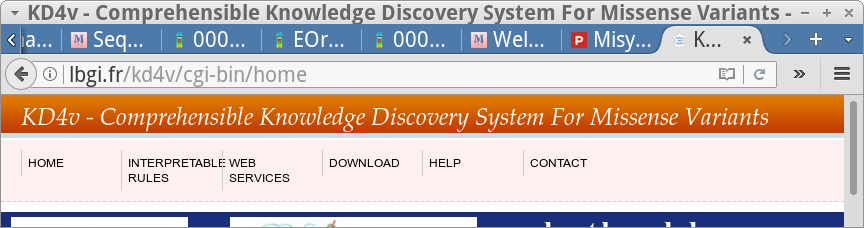 KD4v - Comprehensible Knowledge Discovery System For Missense Variants -
a... Seq... 000... EOr... 000... Wel... Misy... K...
lbgi.fr/kd4v/cgi-bin/home
KD4v - Comprehensible Knowledge Discovery System For Missense Variants
HOME INTERPRETABLE RULES WEB SERVICES DOWNLOAD HELP CONTACT